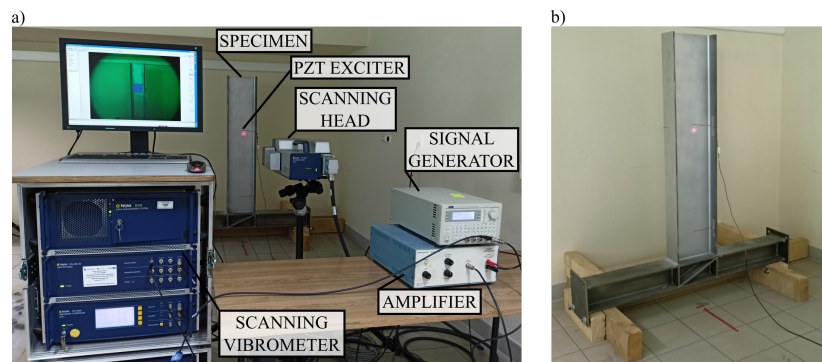 a)
b)
SPECIMEN
PZT EXCITER
SCANNING
HEAD
SIGNAL
GENERATOR
AMPLIFIER
SCANNING
VIBROMETER